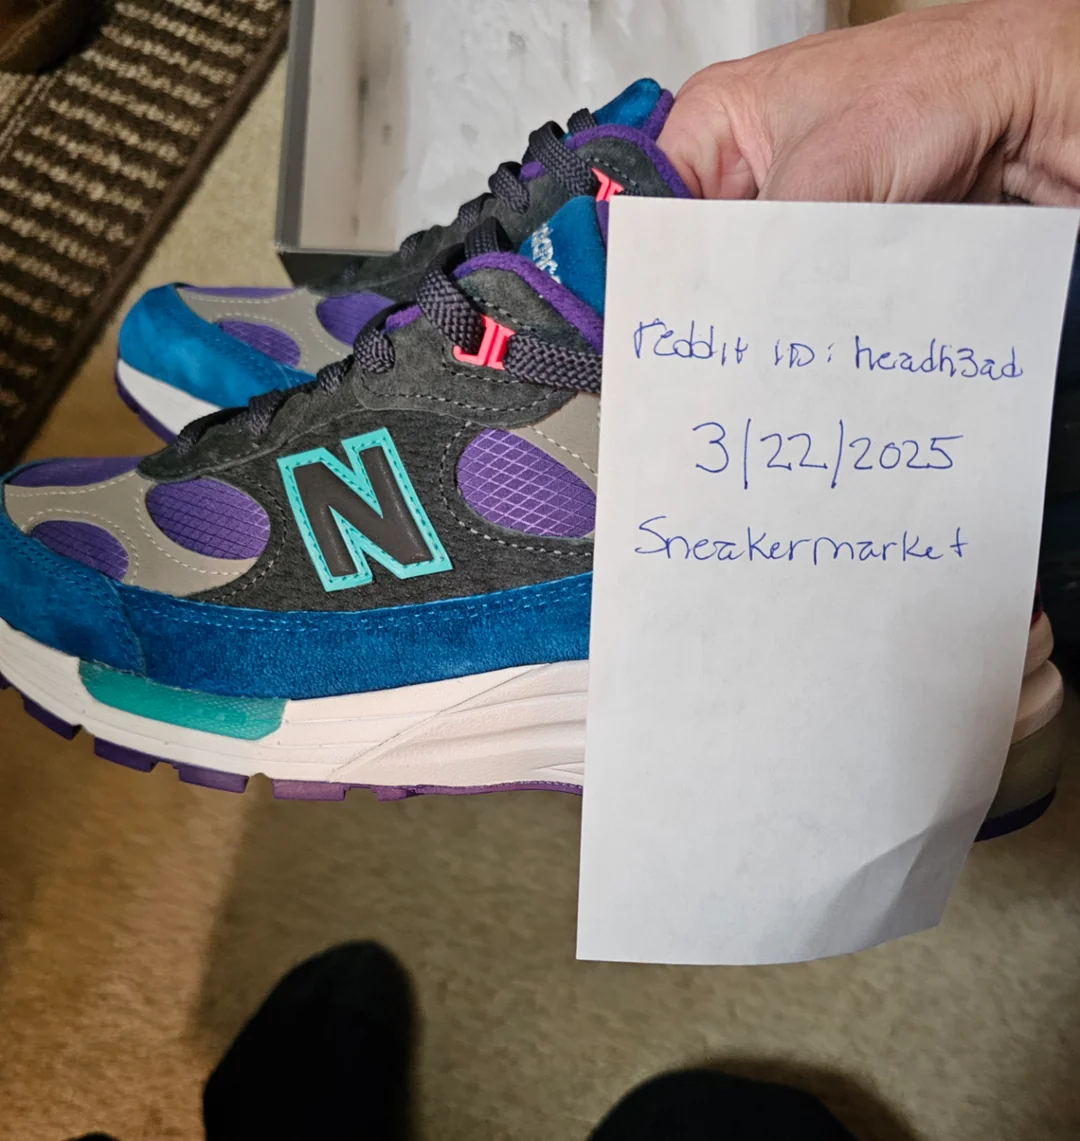 N
reddit ID: headh3ad
3/22/2025
Sneakermarket